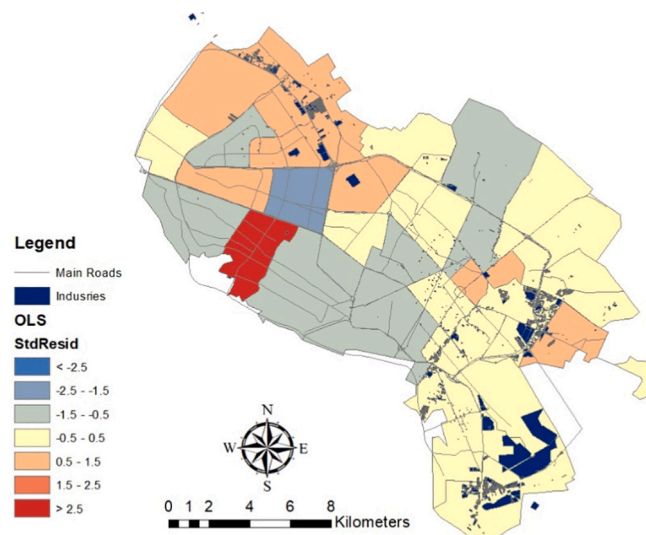 Legend
Main Roads
Indusries
OLS
StdResid
< -2.5
-2.5 - -1.5
-1.5 - -0.5
-0.5 - 0.5
0.5 - 1.5
1.5 - 2.5
> 2.5
N
W E
S
0 1 2 4 6 8
Kilometers